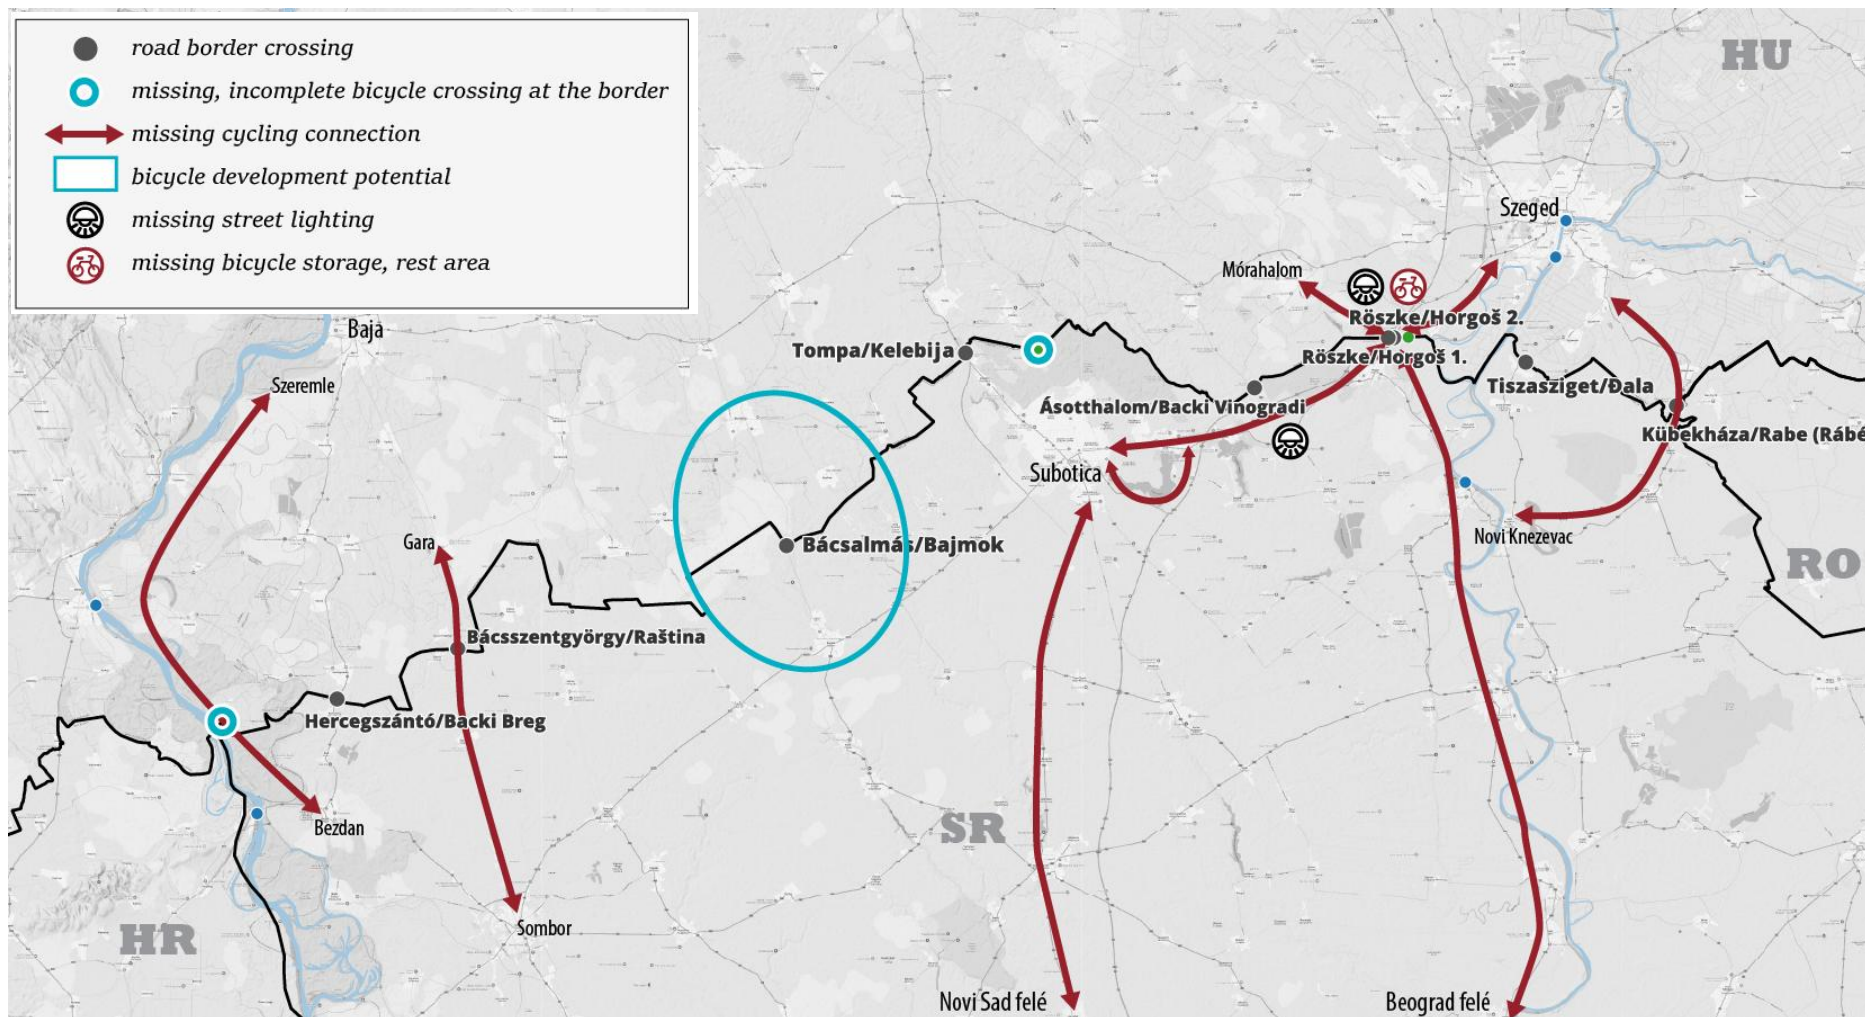 road border crossing
missing, incomplete bicycle crossing at the border
missing cycling connection
bicycle development potential
missing street lighting
missing bicycle storage, rest area
HU
Szeged
Mórahalom
Röszke/Horgoš 2.
Röszke/Horgoš 1.
Baja
Tompa/Kelebija
Tiszasziget/Đala
Szeremle
Ásotthalom/Backi Vinogradi
Kübekháza/Rabe (Rábé
Subotica
Gara
Bácsalmás/Bajmok
Novi Knezevac
RO
Bácsszentgyörgy/Raština
Hercegszántó/Backi Breg
Bezdan
SR
Sombor
HR
Novi Sad felé
Beograd felé